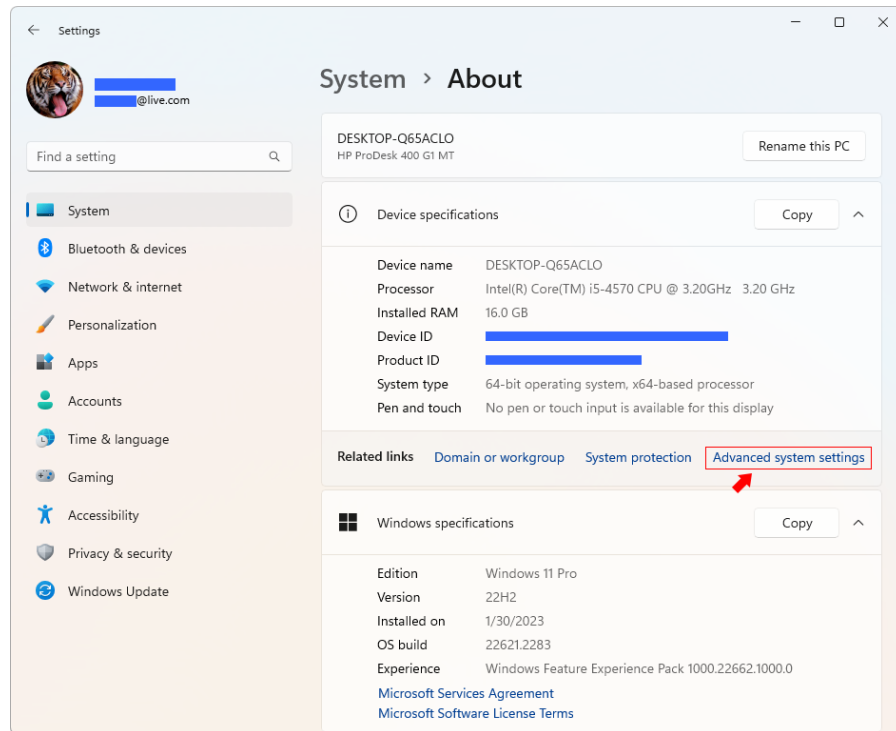 Settings
@live.com
Find a setting
System
Bluetooth & devices
Network & internet
Personalization
Apps
Accounts
Time & language
Gaming
Accessibility
Privacy & security
Windows Update
System › About
DESKTOP-Q65ACLO
HP ProDesk 400 G1 MT
Rename this PC
Device specifications
Copy
Device name DESKTOP-Q65ACLO
Processor Intel(R) Core(TM) i5-4570 CPU @ 3.20GHz 3.20 GHz
Installed RAM 16.0 GB
Device ID
Product ID
System type 64-bit operating system, x64-based processor
Pen and touch No pen or touch input is available for this display
Related links Domain or workgroup System protection Advanced system settings
Windows specifications
Copy
Edition Windows 11 Pro
Version 22H2
Installed on 1/30/2023
OS build 22621.2283
Experience Windows Feature Experience Pack 1000.22662.1000.0
Microsoft Services Agreement
Microsoft Software License Terms